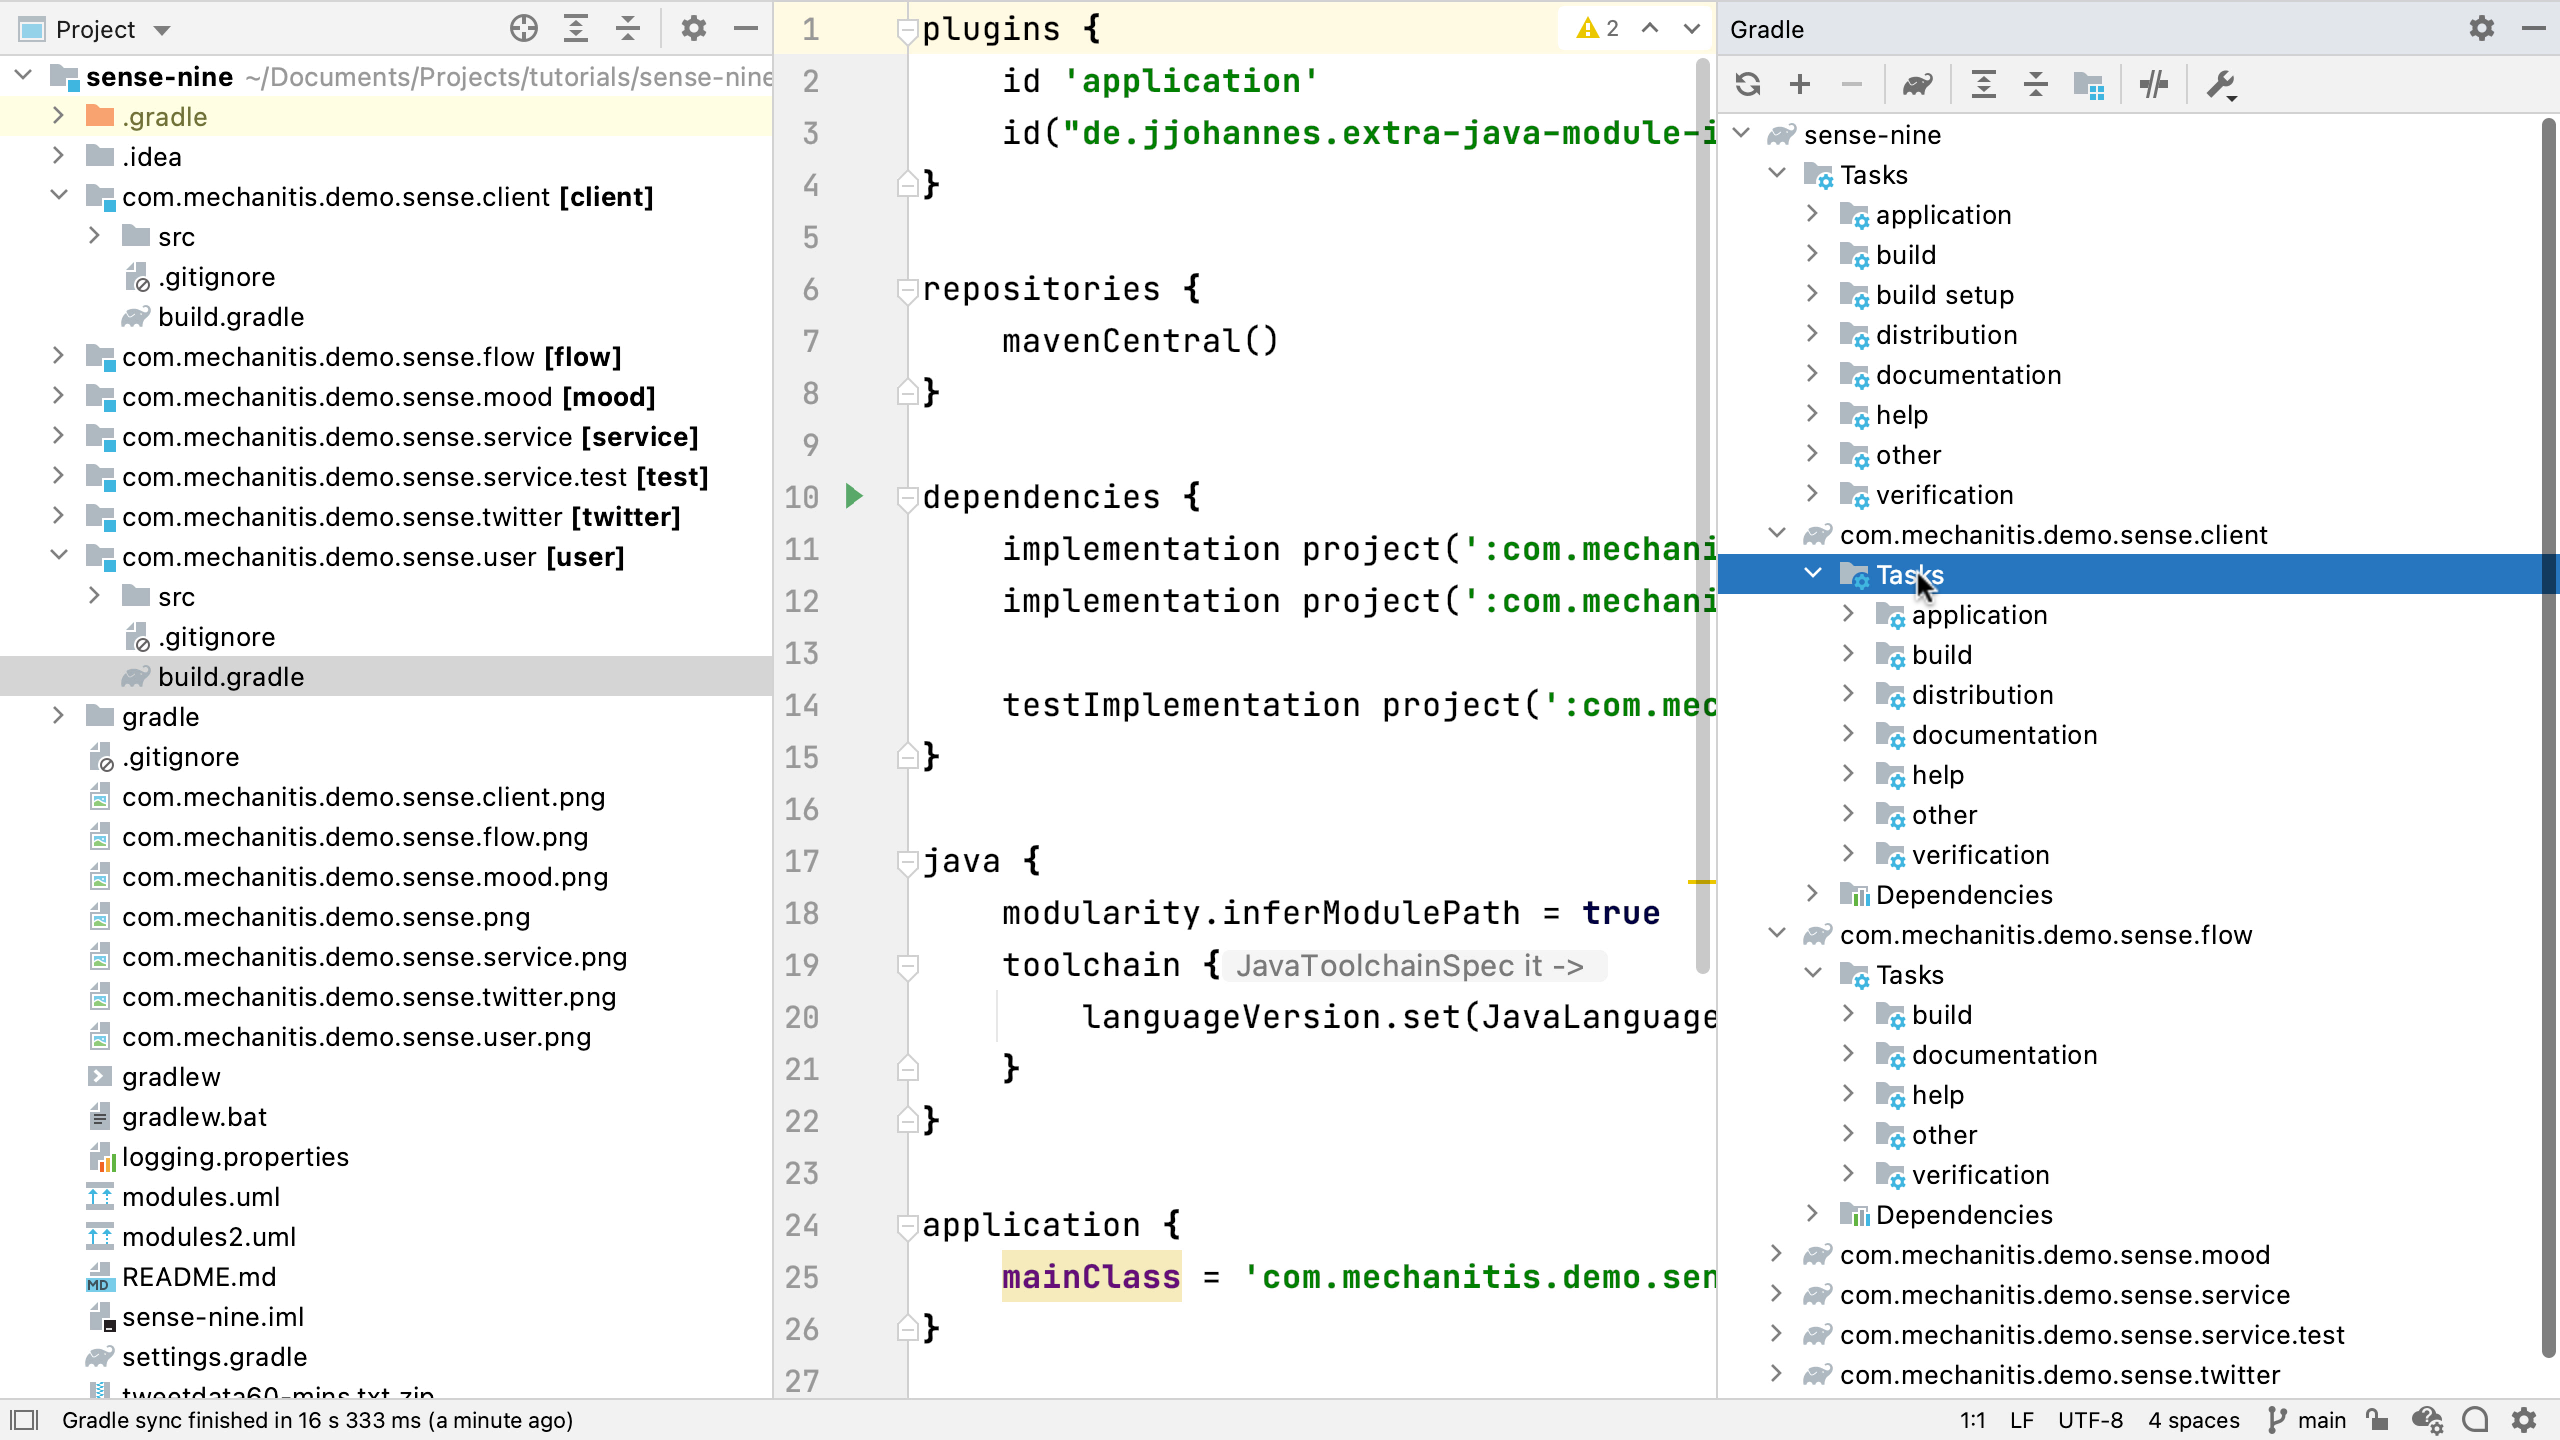 Project
sense-nine ~/Documents/Projects/tutorials/sense-nine
.gradle
.idea
com.mechanitis.demo.sense.client [client]
src
.gitignore
build.gradle
com.mechanitis.demo.sense.flow [flow]
com.mechanitis.demo.sense.mood [mood]
com.mechanitis.demo.sense.service [service]
com.mechanitis.demo.sense.service.test [test]
com.mechanitis.demo.sense.twitter [twitter]
com.mechanitis.demo.sense.user [user]
src
.gitignore
build.gradle
gradle
.gitignore
com.mechanitis.demo.sense.client.png
com.mechanitis.demo.sense.flow.png
com.mechanitis.demo.sense.mood.png
com.mechanitis.demo.sense.png
com.mechanitis.demo.sense.service.png
com.mechanitis.demo.sense.twitter.png
com.mechanitis.demo.sense.user.png
gradlew
gradlew.bat
logging.properties
modules.uml
modules2.uml
MD README.md
sense-nine.iml
settings.gradle
tweetdata60-mins.txt.zip
2
1 plugins {
2 id 'application'
3 id("de.jjohannes.extra-java-module-i
4 }
5
6 repositories {
7 mavenCentral()
8 }
9
10 dependencies {
11 implementation project(':com.mechani
12 implementation project(':com.mechani
13
14 testImplementation project(':com.mec
15 }
16
17 java {
18 modularity.inferModulePath = true
19 toolchain { JavaToolchainSpec it ->
20 languageVersion.set(JavaLanguage
21 }
22 }
23
24 application {
25 mainClass = 'com.mechanitis.demo.sen
26 }
27
Gradle
sense-nine
Tasks
application
build
build setup
distribution
documentation
help
other
verification
com.mechanitis.demo.sense.client
Tasks
application
build
distribution
documentation
help
other
verification
Dependencies
com.mechanitis.demo.sense.flow
Tasks
build
documentation
help
other
verification
Dependencies
com.mechanitis.demo.sense.mood
com.mechanitis.demo.sense.service
com.mechanitis.demo.sense.service.test
com.mechanitis.demo.sense.twitter
Gradle sync finished in 16 s 333 ms (a minute ago)
1:1 LF UTF-8 4 spaces main